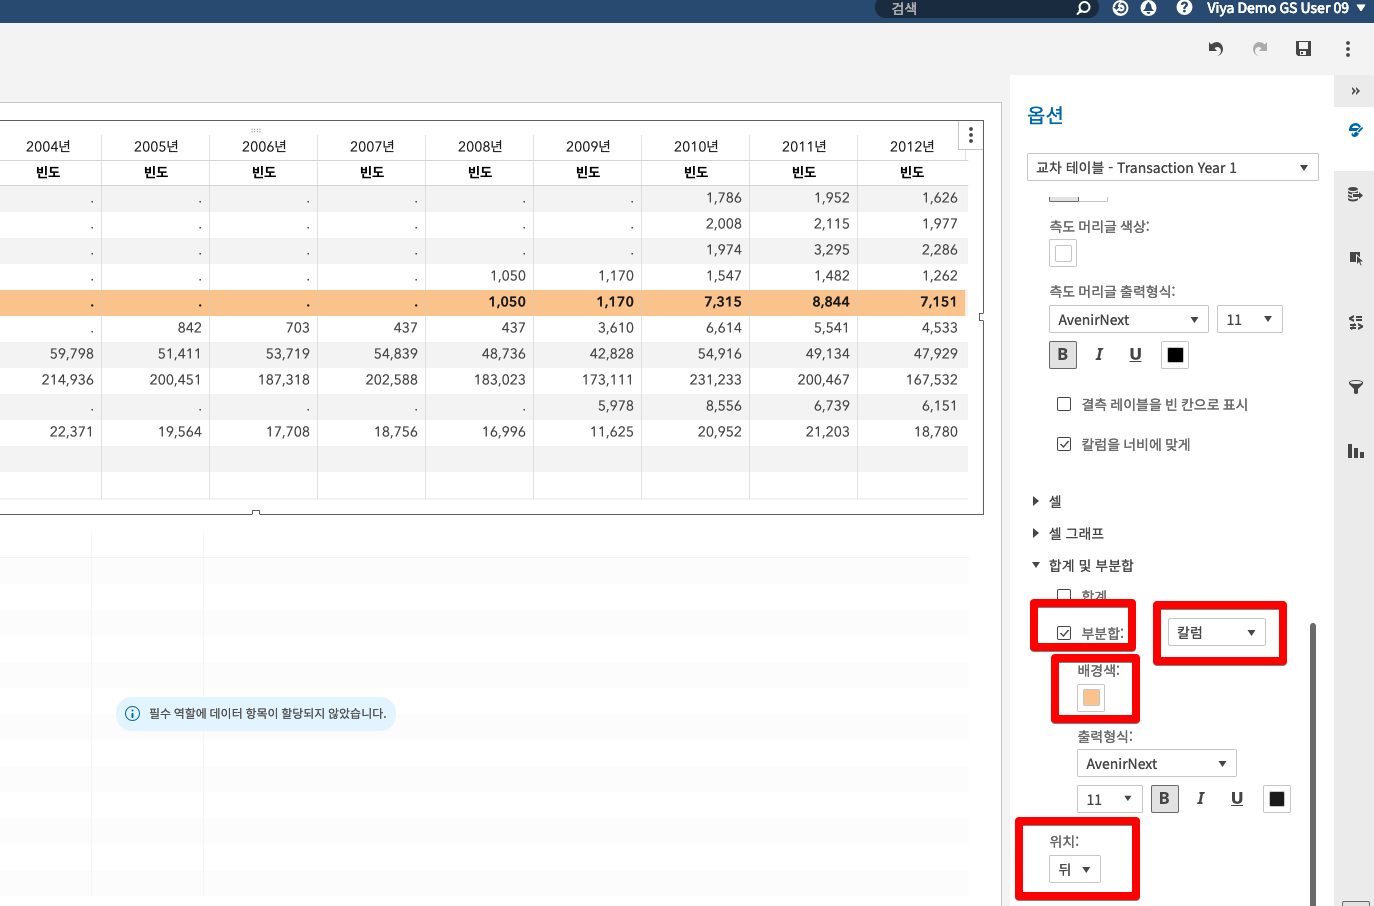 검색
Viya Demo GS User 09
옵션
교차 테이블 - Transaction Year 1
2004년 2005년 2006년 2007년 2008년 2009년 2010년 2011년 2012년
빈도 빈도 빈도 빈도 빈도 빈도 빈도 빈도 빈도
. . . . . . 1,786 1,952 1,626
. . . . . . 2,008 2,115 1,977
. . . . . . 1,974 3,295 2,286
. . . . 1,050 1,170 1,547 1,482 1,262
. . . . 1,050 1,170 7,315 8,844 7,151
. 842 703 437 437 3,610 6,614 5,541 4,533
59,798 51,411 53,719 54,839 48,736 42,828 54,916 49,134 47,929
214,936 200,451 187,318 202,588 183,023 173,111 231,233 200,467 167,532
. . . . . 5,978 8,556 6,739 6,151
22,371 19,564 17,708 18,756 16,996 11,625 20,952 21,203 18,780
필수 역할에 데이터 항목이 할당되지 않았습니다.
측도 머리글 색상:
측도 머리글 출력형식:
AvenirNext 11
B I U
결측 레이블을 빈 칸으로 표시
칼럼을 너비에 맞게
셀
셀 그래프
합계 및 부분합
합계
부분합: 칼럼
배경색:
출력형식:
AvenirNext
11 B I U
위치:
뒤